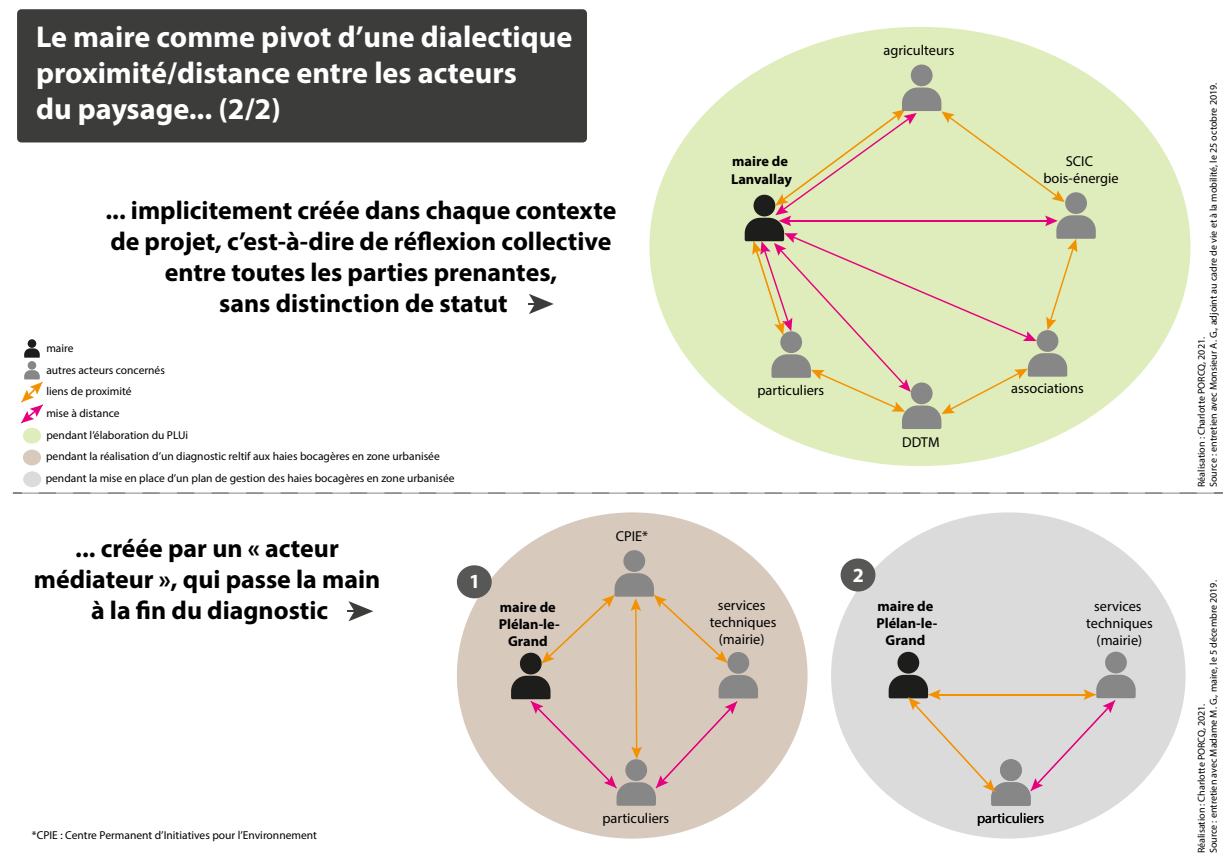 Le maire comme pivot d’une dialectique
proximité/distance entre les acteurs
du paysage... (2/2)
... implicitement créée dans chaque contexte
de projet, c’est-à-dire de réflexion collective
entre toutes les parties prenantes,
sans distinction de statut
maire
autres acteurs concernés
liens de proximité
mise à distance
pendant l’élaboration du PLUi
pendant la réalisation d’un diagnostic reltif aux haies bocagères en zone urbanisée
pendant la mise en place d’un plan de gestion des haies bocagères en zone urbanisée
agriculteurs
maire de
Lanvallay
SCIC
bois-énergie
particuliers
associations
DDTM
Réalisation : Charlotte PORCQ, 2021.
Source : entretien avec Monsieur A. G., adjoint au cadre de vie et à la mobilité, le 25 octobre 2019.
... créée par un « acteur
médiateur », qui passe la main
à la fin du diagnostic
1
CPIE*
maire de
Plélan-le-
Grand
services
techniques
(mairie)
particuliers
2
maire de
Plélan-le-
Grand
services
techniques
(mairie)
particuliers
Réalisation : Charlotte PORCQ, 2021.
Source : entretien avec Madame M. G., maire, le 5 décembre 2019.
*CPIE : Centre Permanent d’Initiatives pour l’Environnement